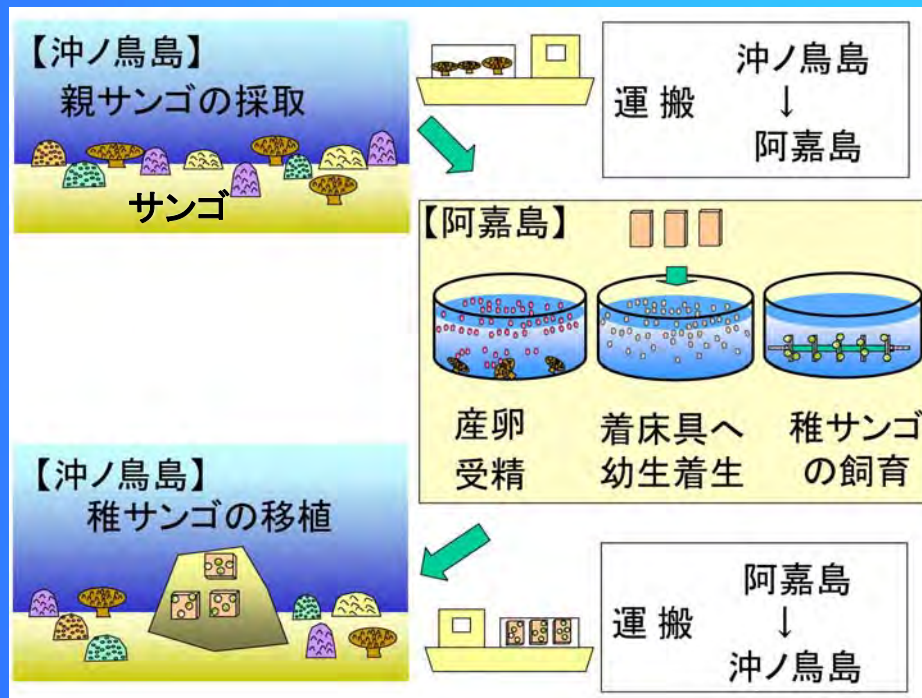 【沖ノ鳥島】
親サンゴの採取
サンゴ
運 搬
沖ノ鳥島
↓
阿嘉島
【阿嘉島】
産卵
受精
着床具へ
幼生着生
稚サンゴ
の飼育
阿嘉島
↓
沖ノ鳥島
運 搬
【沖ノ鳥島】
稚サンゴの移植